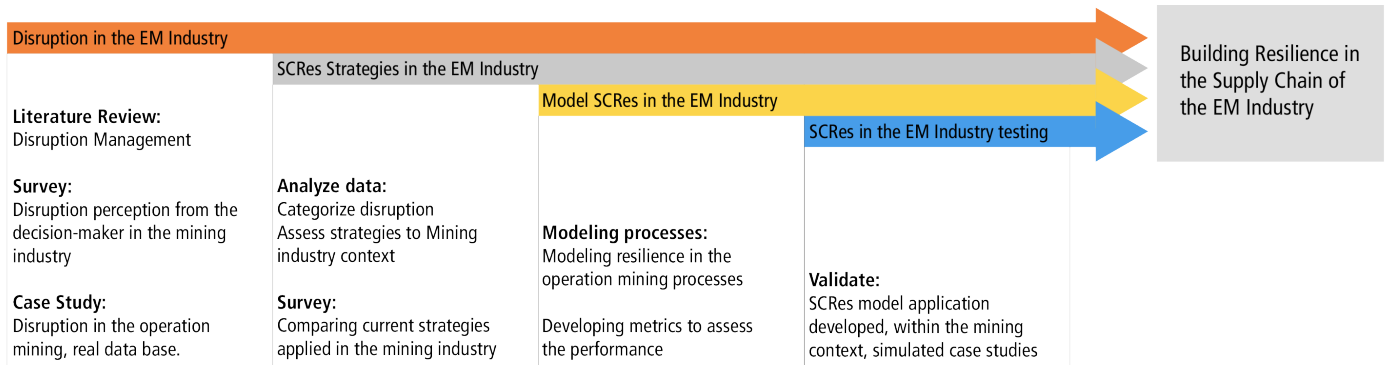 Disruption in the EM Industry
SCRes Strategies in the EM Industry
Model SCRes in the EM Industry
SCRes in the EM Industry testing
Building Resilience in
the Supply Chain of
the EM Industry
Literature Review:
Disruption Management
Survey:
Disruption perception from the
decision-maker in the mining
industry
Case Study:
Disruption in the operation
mining, real data base.
Analyze data:
Categorize disruption
Assess strategies to Mining
industry context
Survey:
Comparing current strategies
applied in the mining industry
Modeling processes:
Modeling resilience in the
operation mining processes
Developing metrics to assess
the performance
Validate:
SCRes model application
developed, within the mining
context, simulated case studies